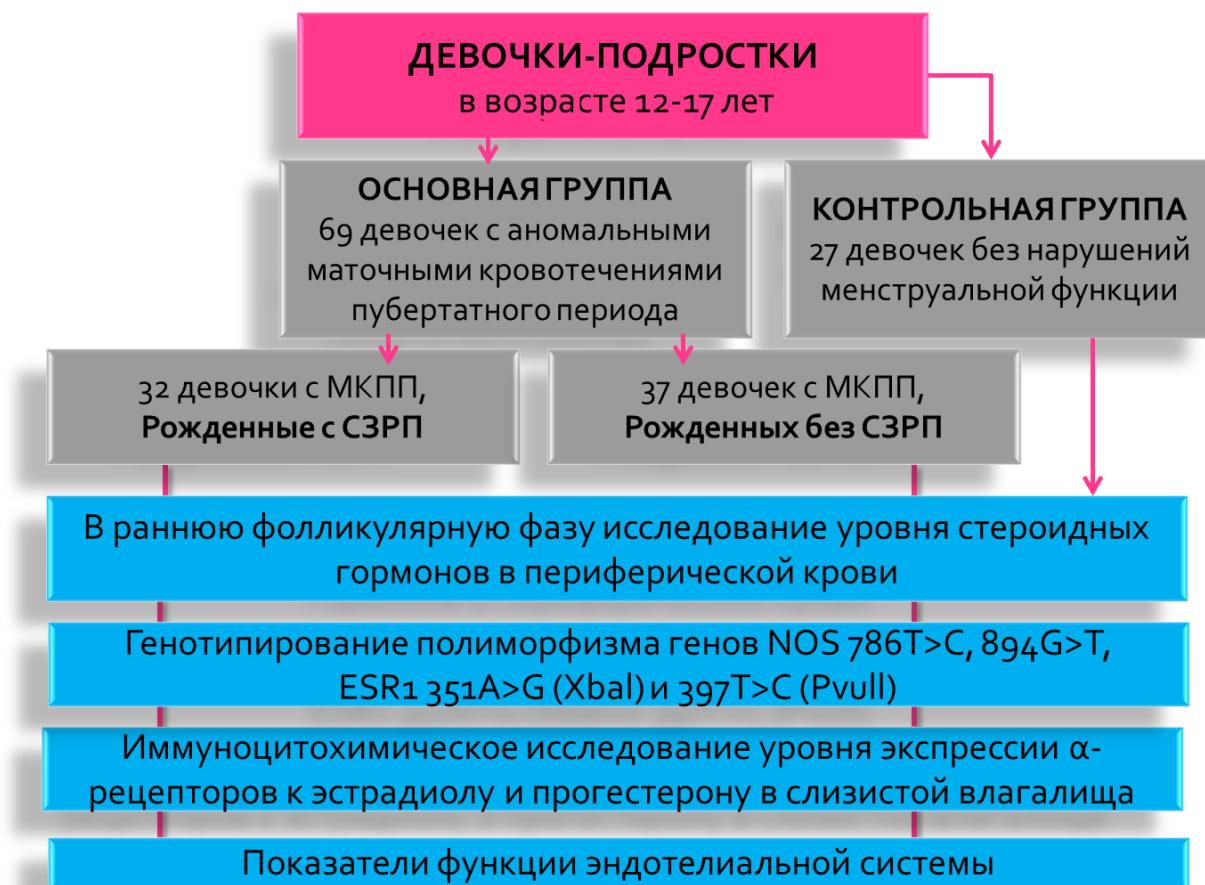 ДЕВОЧКИ-ПОДРОСТКИ
в возрасте 12-17 лет
ОСНОВНАЯ ГРУППА
69 девочек с аномальными
маточными кровотечениями
пубертатного периода
КОНТРОЛЬНАЯ ГРУППА
27 девочек без нарушений
менструальной функции
32 девочки с МКПП,
Рожденные с СЗРП
37 девочек с МКПП,
Рожденных без СЗРП
В раннюю фолликулярную фазу исследование уровня стероидных
гормонов в периферической крови
Генотипирование полиморфизма генов NOS 786T>C, 894G>T,
ESR1 351A>G (Xbal) и 397T>C (Pvull)
Иммуноцитохимическое исследование уровня экспрессии α-
рецепторов к эстрадиолу и прогестерону в слизистой влагалища
Показатели функции эндотелиальной системы